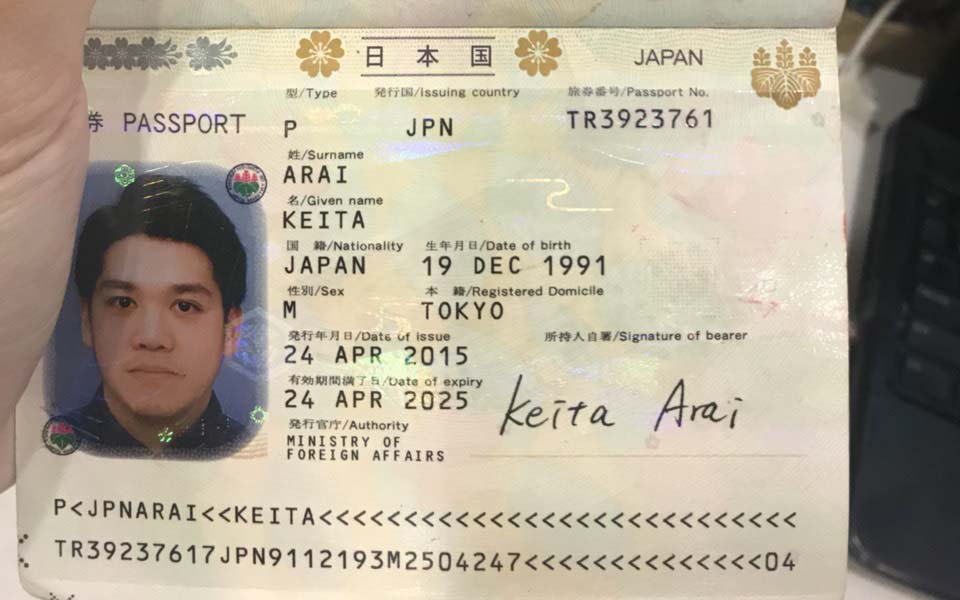 日本国 JAPAN
型/Type 発行国/Issuing country 旅券番号/Passport No.
券 PASSPORT P JPN TR3923761
姓/Surname
ARAI
名/Given name
KEITA
国 籍/Nationality 生年月日/Date of birth
JAPAN 19 DEC 1991
性別/Sex 本 籍/Registered Domicile
M TOKYO
発行年月日/Date of issue 所持人自署/Signature of bearer
24 APR 2015
有効期間満了日/Date of expiry
24 APR 2025
Keita Arai
発行官庁/Authority
MINISTRY OF
FOREIGN AFFAIRS
P<JPNARAI<<KEITA<<<<<<<<<<<<<<<<<<<<<<<<<<<<
TR39237617JPN9112193M2504247<<<<<<<<<<<<<<04